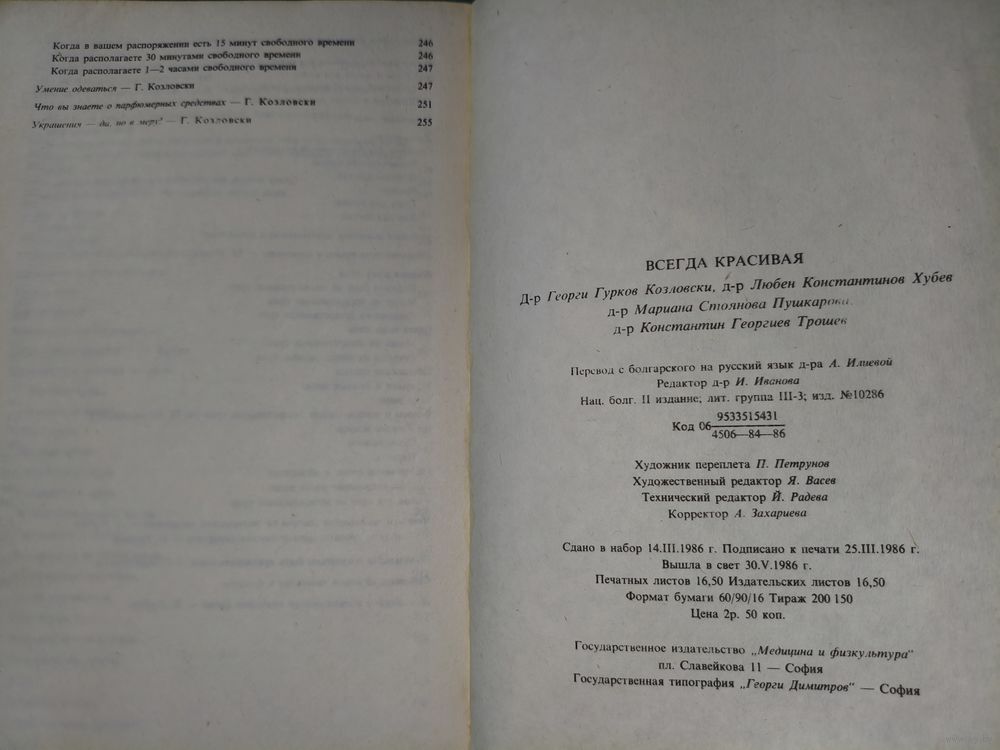 Когда в вашем распоряжении есть 15 минут свободного времени 246
Когда располагаете 30 минутами свободного времени 246
Когда располагаете 1—2 часами свободного времени 247
Умение одеваться — Г. Козловски 247
Что вы знаете о парфюмерных средствах — Г. Козловски 251
Украшения — да, но в меру? — Г. Козловски 255
ВСЕГДА КРАСИВАЯ
Д-р Георги Гурков Козловски, д-р Любен Константинов Хубев
д-р Мариана Стоянова Пушкарова,
д-р Константин Георгиев Трошев
Перевод с болгарского на русский язык д-ра А. Илиевой
Редактор д-р И. Иванова
Нац. болг. II издание; лит. группа III-3; изд. №10286
9533515431
Код 06
4506—84—86
Художник переплета П. Петрунов
Художественный редактор Я. Васев
Технический редактор Й. Радева
Корректор А. Захариева
Сдано в набор 14.III.1986 г. Подписано к печати 25.III.1986 г.
Вышла в свет 30.V.1986 г.
Печатных листов 16,50 Издательских листов 16,50
Формат бумаги 60/90/16 Тираж 200 150
Цена 2р. 50 коп.
Государственное издательство „Медицина и физкультура"
пл. Славейкова 11 — София
Государственная типография „Георги Димитров" — София